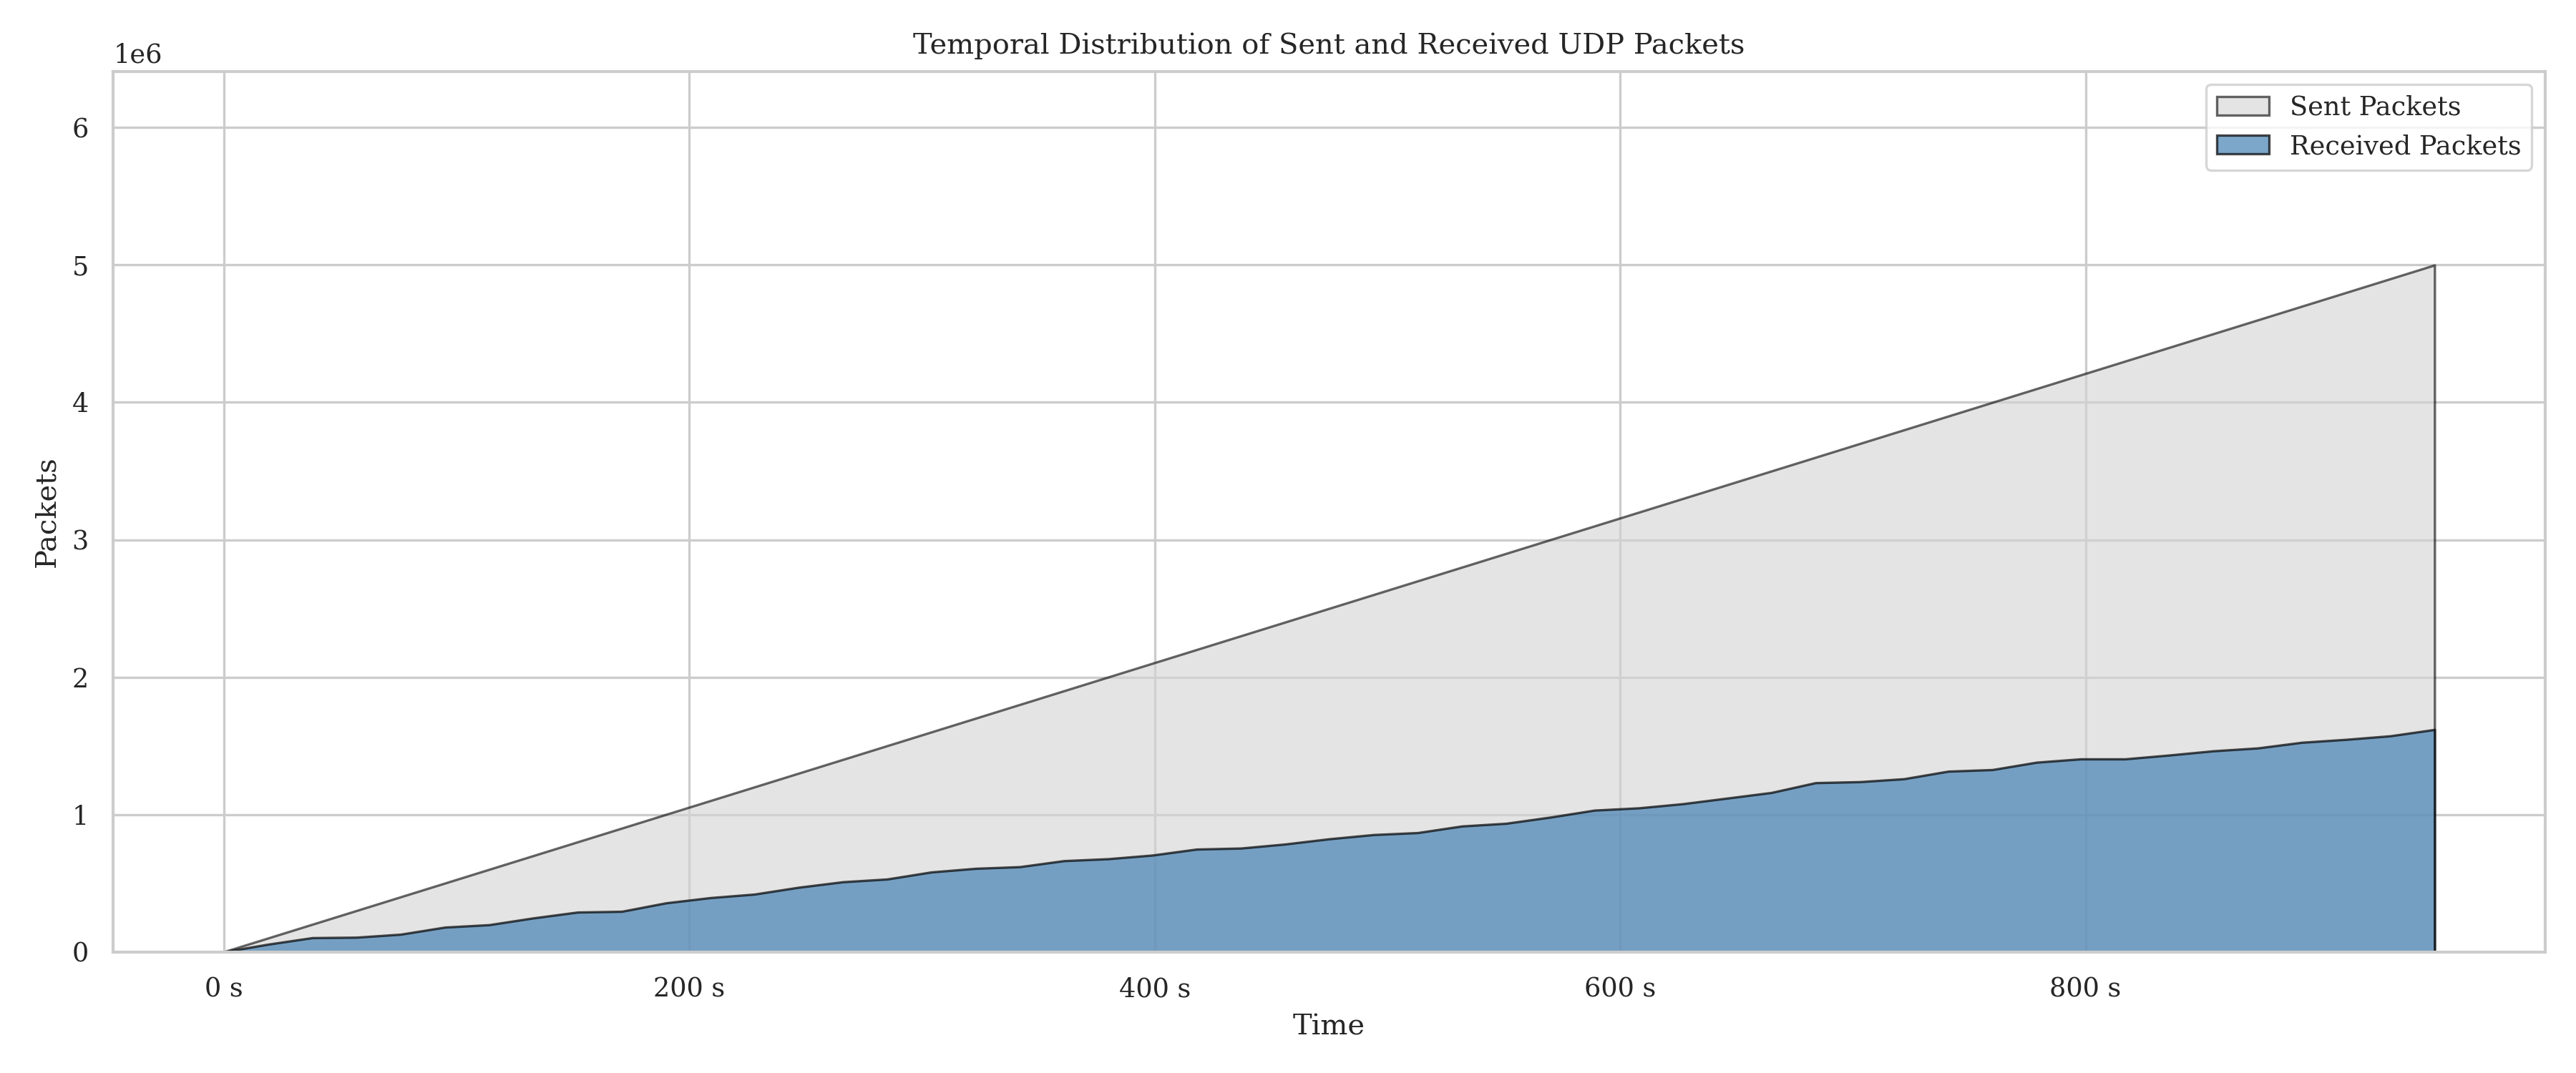 Temporal Distribution of Sent and Received UDP Packets
1e6
Sent Packets
Received Packets
6
5
4
3
2
1
0
Packets
0 s
200 s
400 s
600 s
800 s
Time